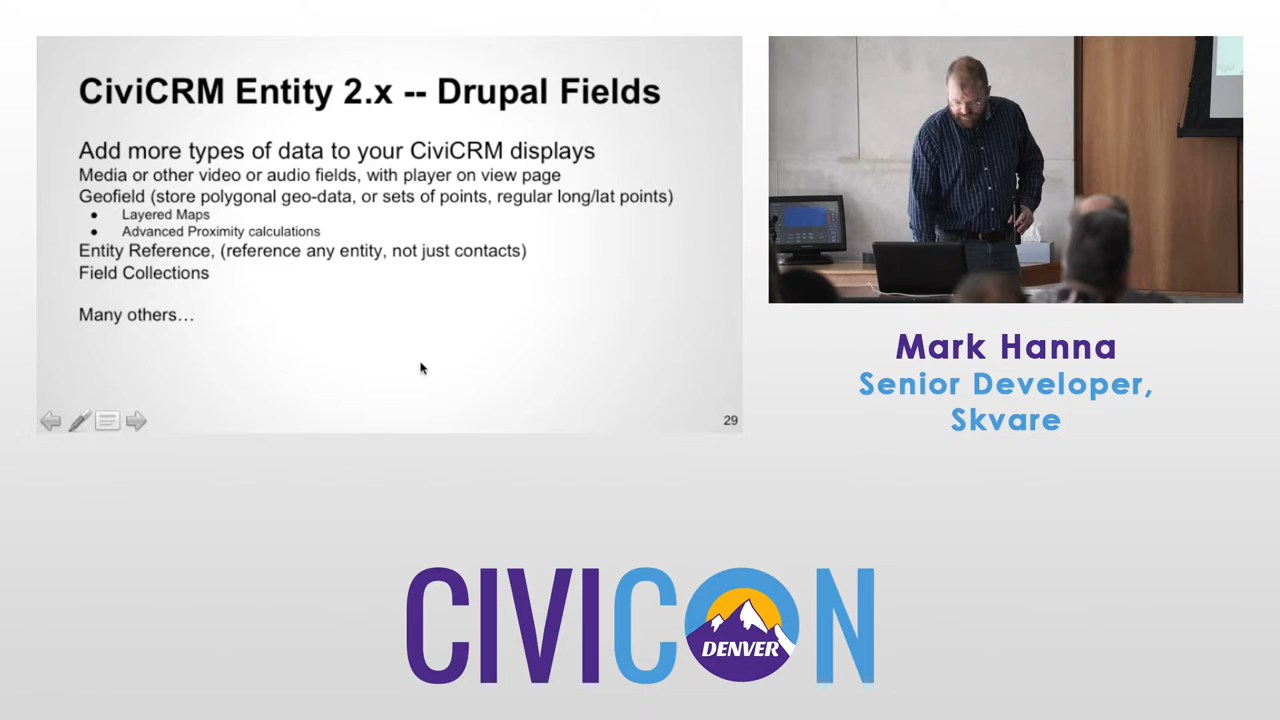 CiviCRM Entity 2.x -- Drupal Fields
Add more types of data to your CiviCRM displays
Media or other video or audio fields, with player on view page
Geofield (store polygonal geo-data, or sets of points, regular long/lat points)
● Layered Maps
● Advanced Proximity calculations
Entity Reference, (reference any entity, not just contacts)
Field Collections
Many others…
29
Mark Hanna
Senior Developer,
Skvare
CIVICON
DENVER